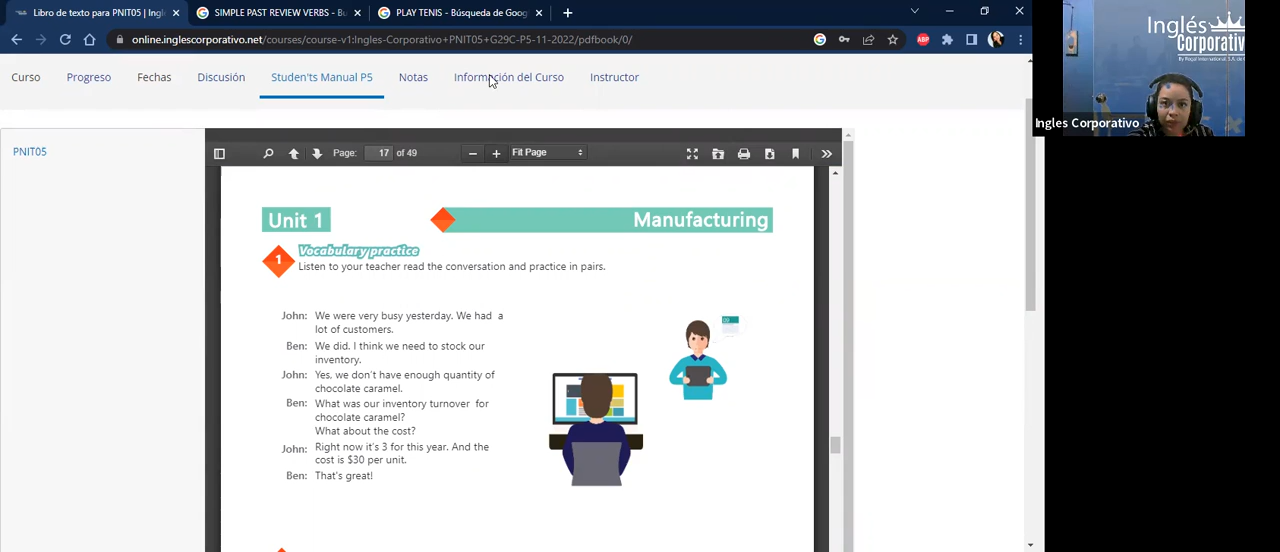 Libro de texto para PNIT05 | Ingl
SIMPLE PAST REVIEW VERBS - Bu
PLAY TENIS - Búsqueda de Goog
online.inglescorporativo.net/courses/course-v1:Ingles-Corporativo+PNIT05+G29C-P5-11-2022/pdfbook/0/
ABP
Curso
Progreso
Fechas
Discusión
Studen'ts Manual P5
Notas
Información del Curso
Instructor
PNIT05
Page: 17 of 49
Fit Page
Unit 1
Manufacturing
1
Vocabulary practice
Listen to your teacher read the conversation and practice in pairs.
John: We were very busy yesterday. We had a
lot of customers.
Ben: We did. I think we need to stock our
inventory.
John: Yes, we don't have enough quantity of
chocolate caramel.
Ben: What was our inventory turnover for
chocolate caramel?
What about the cost?
John: Right now it's 3 for this year. And the
cost is $30 per unit.
Ben: That's great!
Inglés
Corporativo
Ingles Corporativo